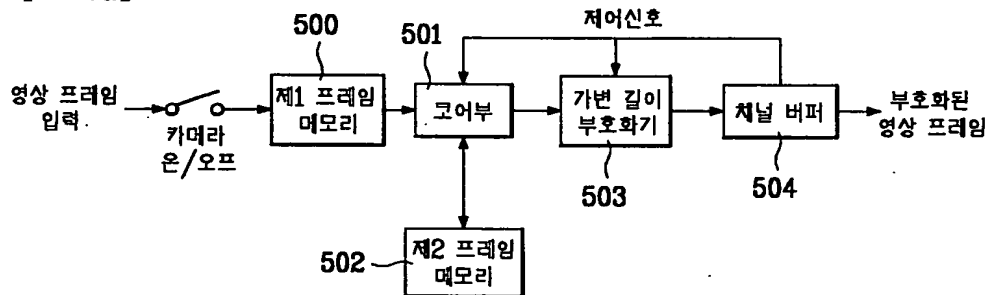 제어신호
500
501
영상 프레임
입력
카메라
온/오프
제1 프레임
메모리
코어부
가변 길이
부호화기
503
채널 버퍼
504
부호화된
영상 프레임
502
제2 프레임
메모리